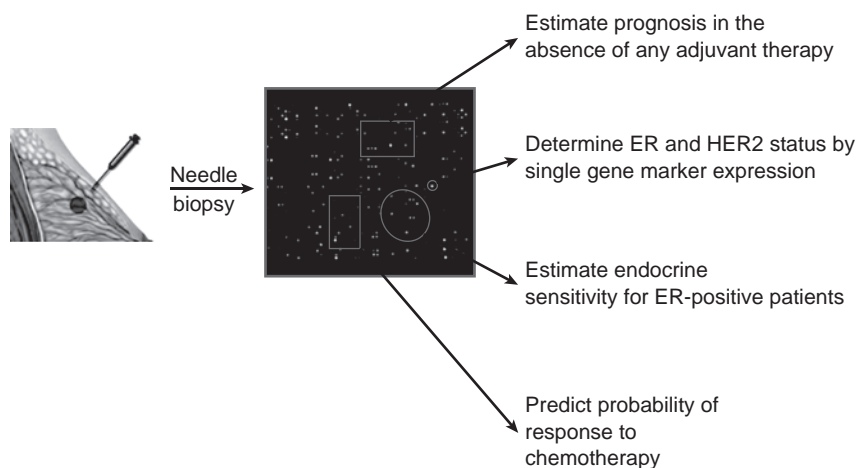 Estimate prognosis in the
absence of any adjuvant therapy
Needle
biopsy
Determine ER and HER2 status by
single gene marker expression
Estimate endocrine
sensitivity for ER-positive patients
Predict probability of
response to
chemotherapy